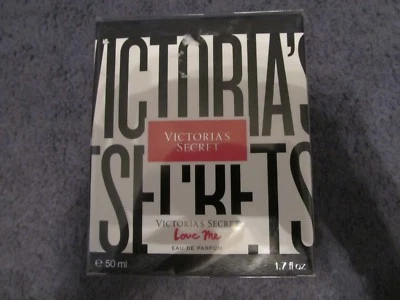 VICTORIA'S
VICTORIA'S
SECRET
SECRETS
VICTORIA'S SECRET
Love Me
EAU DE PARFUM
e 50 ml
1.7 fl oz